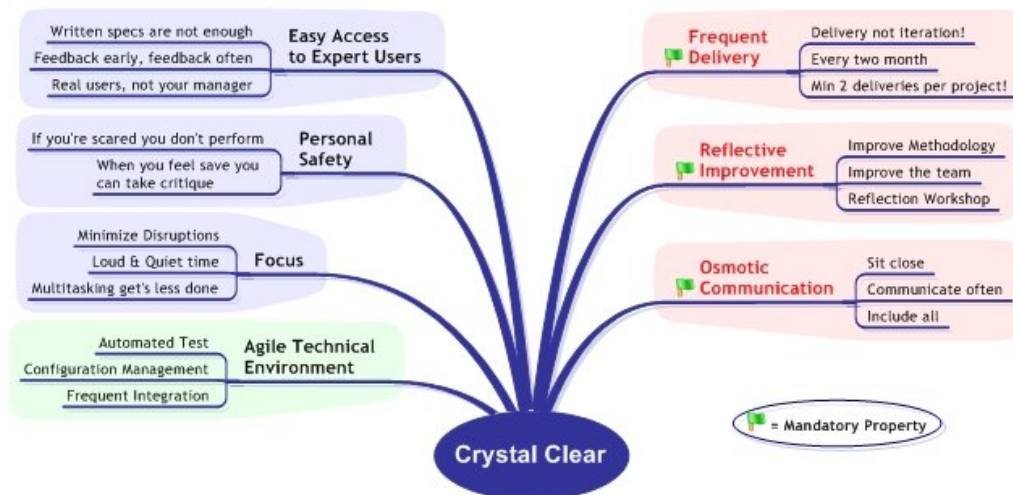 Written specs are not enough
Feedback early, feedback often
Real users, not your manager
Easy Access
to Expert Users
If you're scared you don't perform
When you feel save you
can take critique
Personal
Safety
Minimize Disruptions
Loud & Quiet time
Multitasking get's less done
Focus
Automated Test
Configuration Management
Frequent Integration
Agile Technical
Environment
Frequent
Delivery
Delivery not iteration!
Every two month
Min 2 deliveries per project!
Reflective
Improvement
Improve Methodology
Improve the team
Reflection Workshop
Osmotic
Communication
Sit close
Communicate often
Include all
= Mandatory Property
Crystal Clear